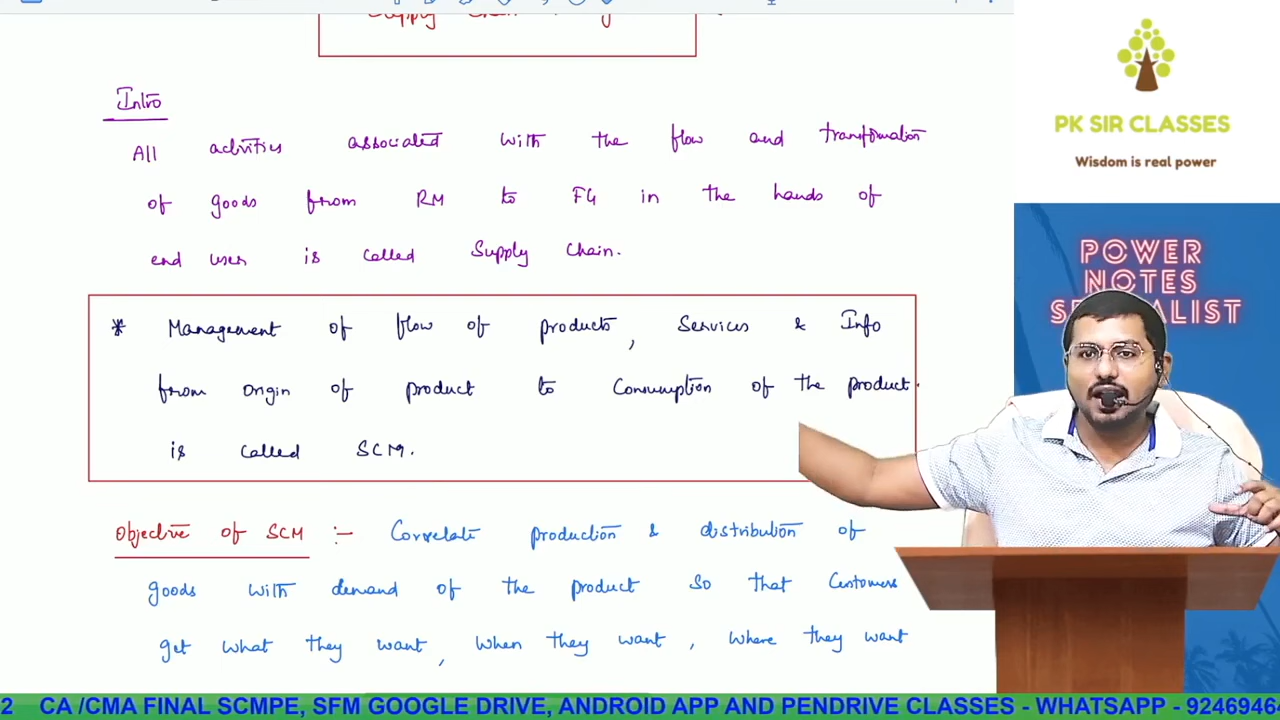 Supply Chain
Intro
All activities associated with the flow and transformation
of goods from RM to FG in the hands of
end user is called Supply Chain.
* Management of flow of products, Services & Info
from origin of product to Consumption of the product.
is called SCM.
Objective of SCM :- Correlate production & distribution of
goods with demand of the product so that Customers
get what they want, when they want, where they want
PK SIR CLASSES
Wisdom is real power
POWER
NOTES
2 CA /CMA FINAL SCMPE, SFM GOOGLE DRIVE, ANDROID APP AND PENDRIVE CLASSES - WHATSAPP - 9246946